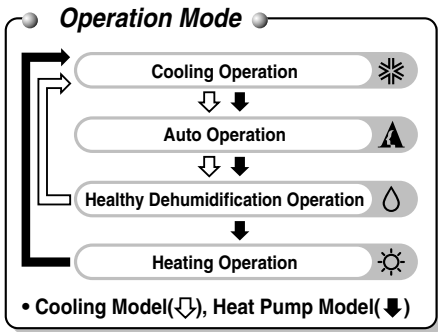 Operation Mode
Cooling Operation
Auto Operation
Healthy Dehumidification Operation
Heating Operation
• Cooling Model(⇩), Heat Pump Model(⬇)